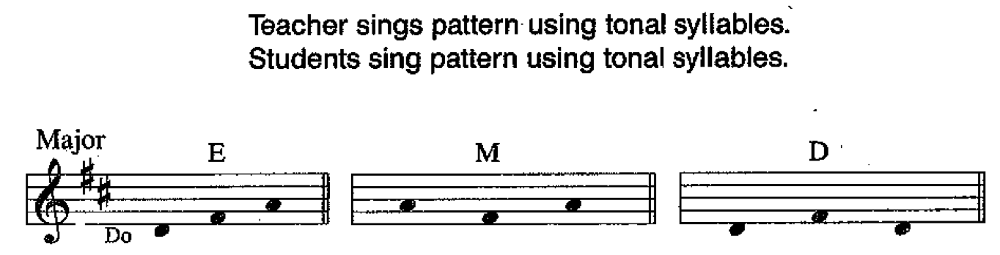 Teacher sings pattern using tonal syllables.
Students sing pattern using tonal syllables.
Major
E
M
D
Do